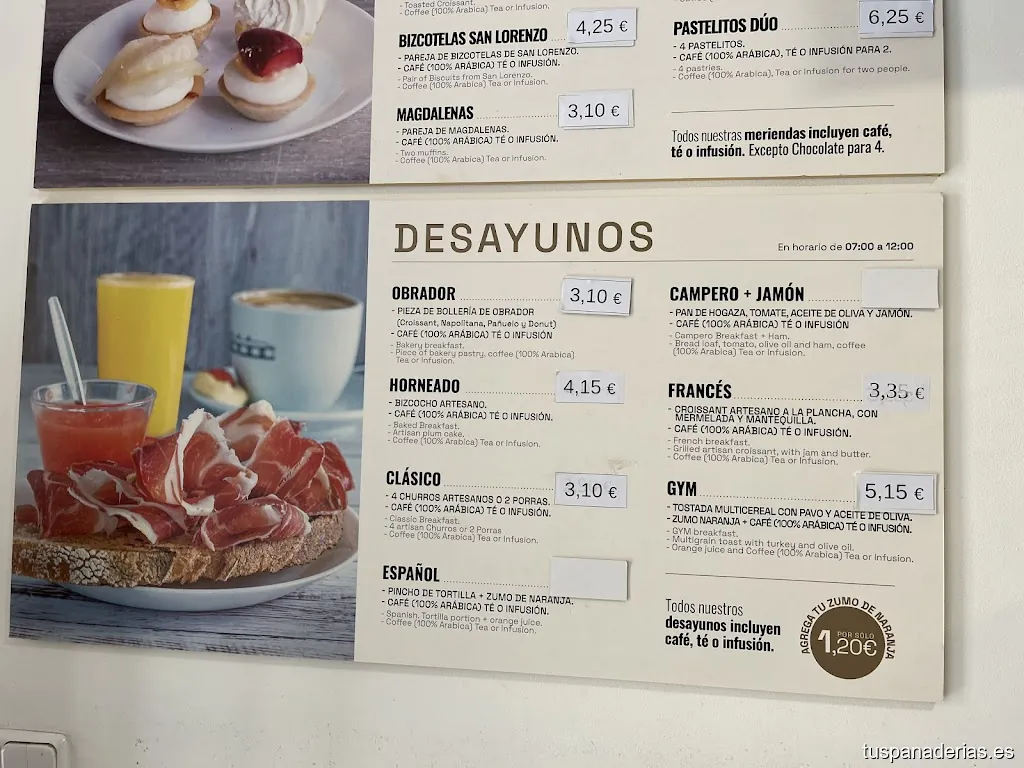 - Toasted Croissant.
- Coffee (100% Arabica) Tea or Infusion.
BIZCOTELAS SAN LORENZO 4,25 €
- PAREJA DE BIZCOTELAS DE SAN LORENZO.
- CAFÉ (100% ARÁBICA) TÉ O INFUSIÓN.
- Pair of Biscuits from San Lorenzo.
- Coffee (100% Arabica) Tea or Infusion.
MAGDALENAS 3,10 €
- PAREJA DE MAGDALENAS.
- CAFÉ (100% ARÁBICA) TÉ O INFUSIÓN.
- Two muffins.
- Coffee (100% Arabica) Tea or Infusion.
PASTELITOS DÚO 6,25 €
- 4 PASTELITOS.
- CAFÉ (100% ARÁBICA), TÉ O INFUSIÓN PARA 2.
- 4 pastries.
- Coffee (100% Arabica), Tea or Infusion for two people.
Todos nuestras meriendas incluyen café,
té o infusión. Excepto Chocolate para 4.
DESAYUNOS
En horario de 07:00 a 12:00
OBRADOR 3,10 €
- PIEZA DE BOLLERÍA DE OBRADOR
(Croissant, Napolitana, Pañuelo y Donut)
- CAFÉ (100% ARÁBICA) TÉ O INFUSIÓN
- Bakery breakfast.
- Piece of bakery pastry, coffee (100% Arabica)
Tea or Infusion.
HORNEADO 4,15 €
- BIZCOCHO ARTESANO.
- CAFÉ (100% ARÁBICA) TÉ O INFUSIÓN.
- Baked Breakfast.
- Artisan plum cake.
- Coffee (100% Arabica) Tea or Infusion.
CLÁSICO 3,10 €
- 4 CHURROS ARTESANOS O 2 PORRAS.
- CAFÉ (100% ARÁBICA) TÉ O INFUSIÓN.
- Classic Breakfast.
- 4 artisan Churros or 2 Porras
- Coffee (100% Arabica) Tea or Infusion.
ESPAÑOL
- PINCHO DE TORTILLA + ZUMO DE NARANJA.
- CAFÉ (100% ARÁBICA) TÉ O INFUSIÓN.
- Spanish. Tortilla portion + orange juice.
- Coffee (100% Arabica) Tea or Infusion.
CAMPERO + JAMÓN
- PAN DE HOGAZA, TOMATE, ACEITE DE OLIVA Y JAMÓN.
- CAFÉ (100% ARÁBICA) TÉ O INFUSIÓN
- Campero Breakfast + Ham.
- Bread loaf, tomato, olive oil and ham, coffee
(100% Arabica) Tea or Infusion.
FRANCÉS 3,35 €
- CROISSANT ARTESANO A LA PLANCHA, CON
MERMELADA Y MANTEQUILLA.
- CAFÉ (100% ARÁBICA) TÉ O INFUSIÓN.
- French breakfast.
- Grilled artisan croissant, with jam and butter.
- Coffee (100% Arabica) Tea or Infusion.
GYM 5,15 €
- TOSTADA MULTICEREAL CON PAVO Y ACEITE DE OLIVA.
- ZUMO NARANJA + CAFÉ (100% ARÁBICA) TÉ O INFUSIÓN.
- GYM breakfast.
- Multigrain toast with turkey and olive oil.
- Orange juice and Coffee (100% Arabica) Tea or Infusion.
Todos nuestros
desayunos incluyen
café, té o infusión.
AGREGA TU ZUMO DE NARANJA
POR SÓLO
1,20€
tuspanaderias.es